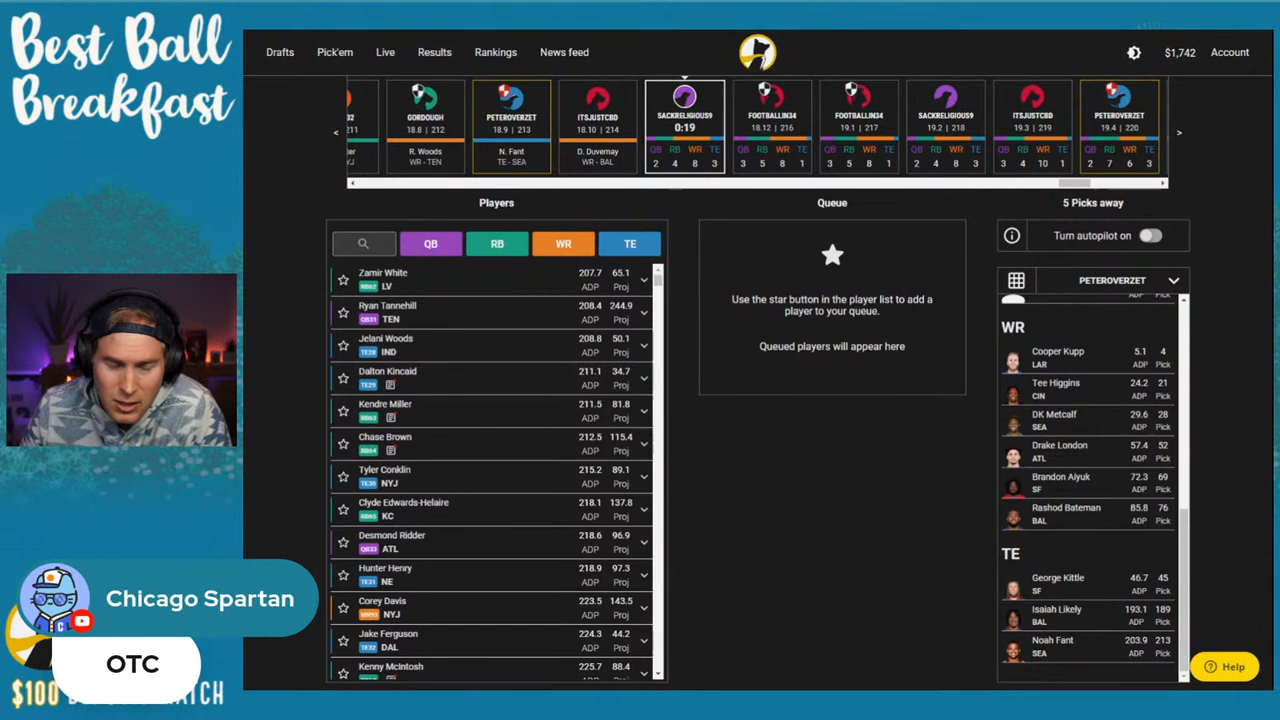 Best Ball
Breakfast
Drafts Pick'em Live Results Rankings News feed
$1,742 Account
GORDOUGH
18.8 | 212
R. Woods
WR - TEN
PETEROVERZET
18.9 | 213
N. Fant
TE - SEA
ITSJUSTCBD
18.10 | 214
D. Duvernay
WR - BAL
SACKRELIGIOUS9
0:19
QB RB WR TE
2 4 8 3
FOOTBALLIN34
18.12 | 216
QB RB WR TE
3 5 8 1
FOOTBALLIN34
19.1 | 217
QB RB WR TE
3 5 8 1
SACKRELIGIOUS9
19.2 | 218
QB RB WR TE
2 4 8 3
ITSJUSTCBD
19.3 | 219
QB RB WR TE
3 4 10 1
PETEROVERZET
19.4 | 220
QB RB WR TE
2 7 6 3
Players
QB RB WR TE
Zamir White 207.7 65.1
RB62 LV ADP Proj
Ryan Tannehill 208.4 244.9
QB31 TEN ADP Proj
Jelani Woods 208.8 50.1
TE28 IND ADP Proj
Dalton Kincaid 211.1 34.7
TE29 ADP Proj
Kendre Miller 211.5 81.8
RB63 ADP Proj
Chase Brown 212.5 115.4
RB64 ADP Proj
Tyler Conklin 215.2 89.1
TE30 NYJ ADP Proj
Clyde Edwards-Helaire 218.1 137.8
RB65 KC ADP Proj
Desmond Ridder 218.6 96.9
QB33 ATL ADP Proj
Hunter Henry 218.9 97.3
TE31 NE ADP Proj
Corey Davis 223.5 143.5
NYJ ADP Proj
Jake Ferguson 224.3 44.2
TE32 DAL ADP Proj
Kenny McIntosh 225.7 88.4
ADP Proj
Queue
Use the star button in the player list to add a
player to your queue.
Queued players will appear here
5 Picks away
Turn autopilot on
PETEROVERZET
ADP Pick
WR
Cooper Kupp 5.1 4
LAR ADP Pick
Tee Higgins 24.2 21
CIN ADP Pick
DK Metcalf 29.6 28
SEA ADP Pick
Drake London 57.4 52
ATL ADP Pick
Brandon Aiyuk 72.3 69
SF ADP Pick
Rashod Bateman 85.8 76
BAL ADP Pick
TE
George Kittle 46.7 45
SF ADP Pick
Isaiah Likely 193.1 189
BAL ADP Pick
Noah Fant 203.9 213
SEA ADP Pick
Help
Chicago Spartan
OTC
$100